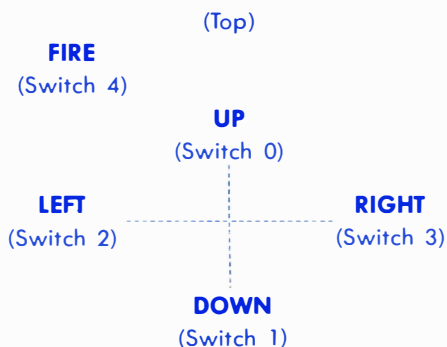 (Top)
FIRE
(Switch 4)
UP
(Switch 0)
LEFT
(Switch 2)
RIGHT
(Switch 3)
DOWN
(Switch 1)